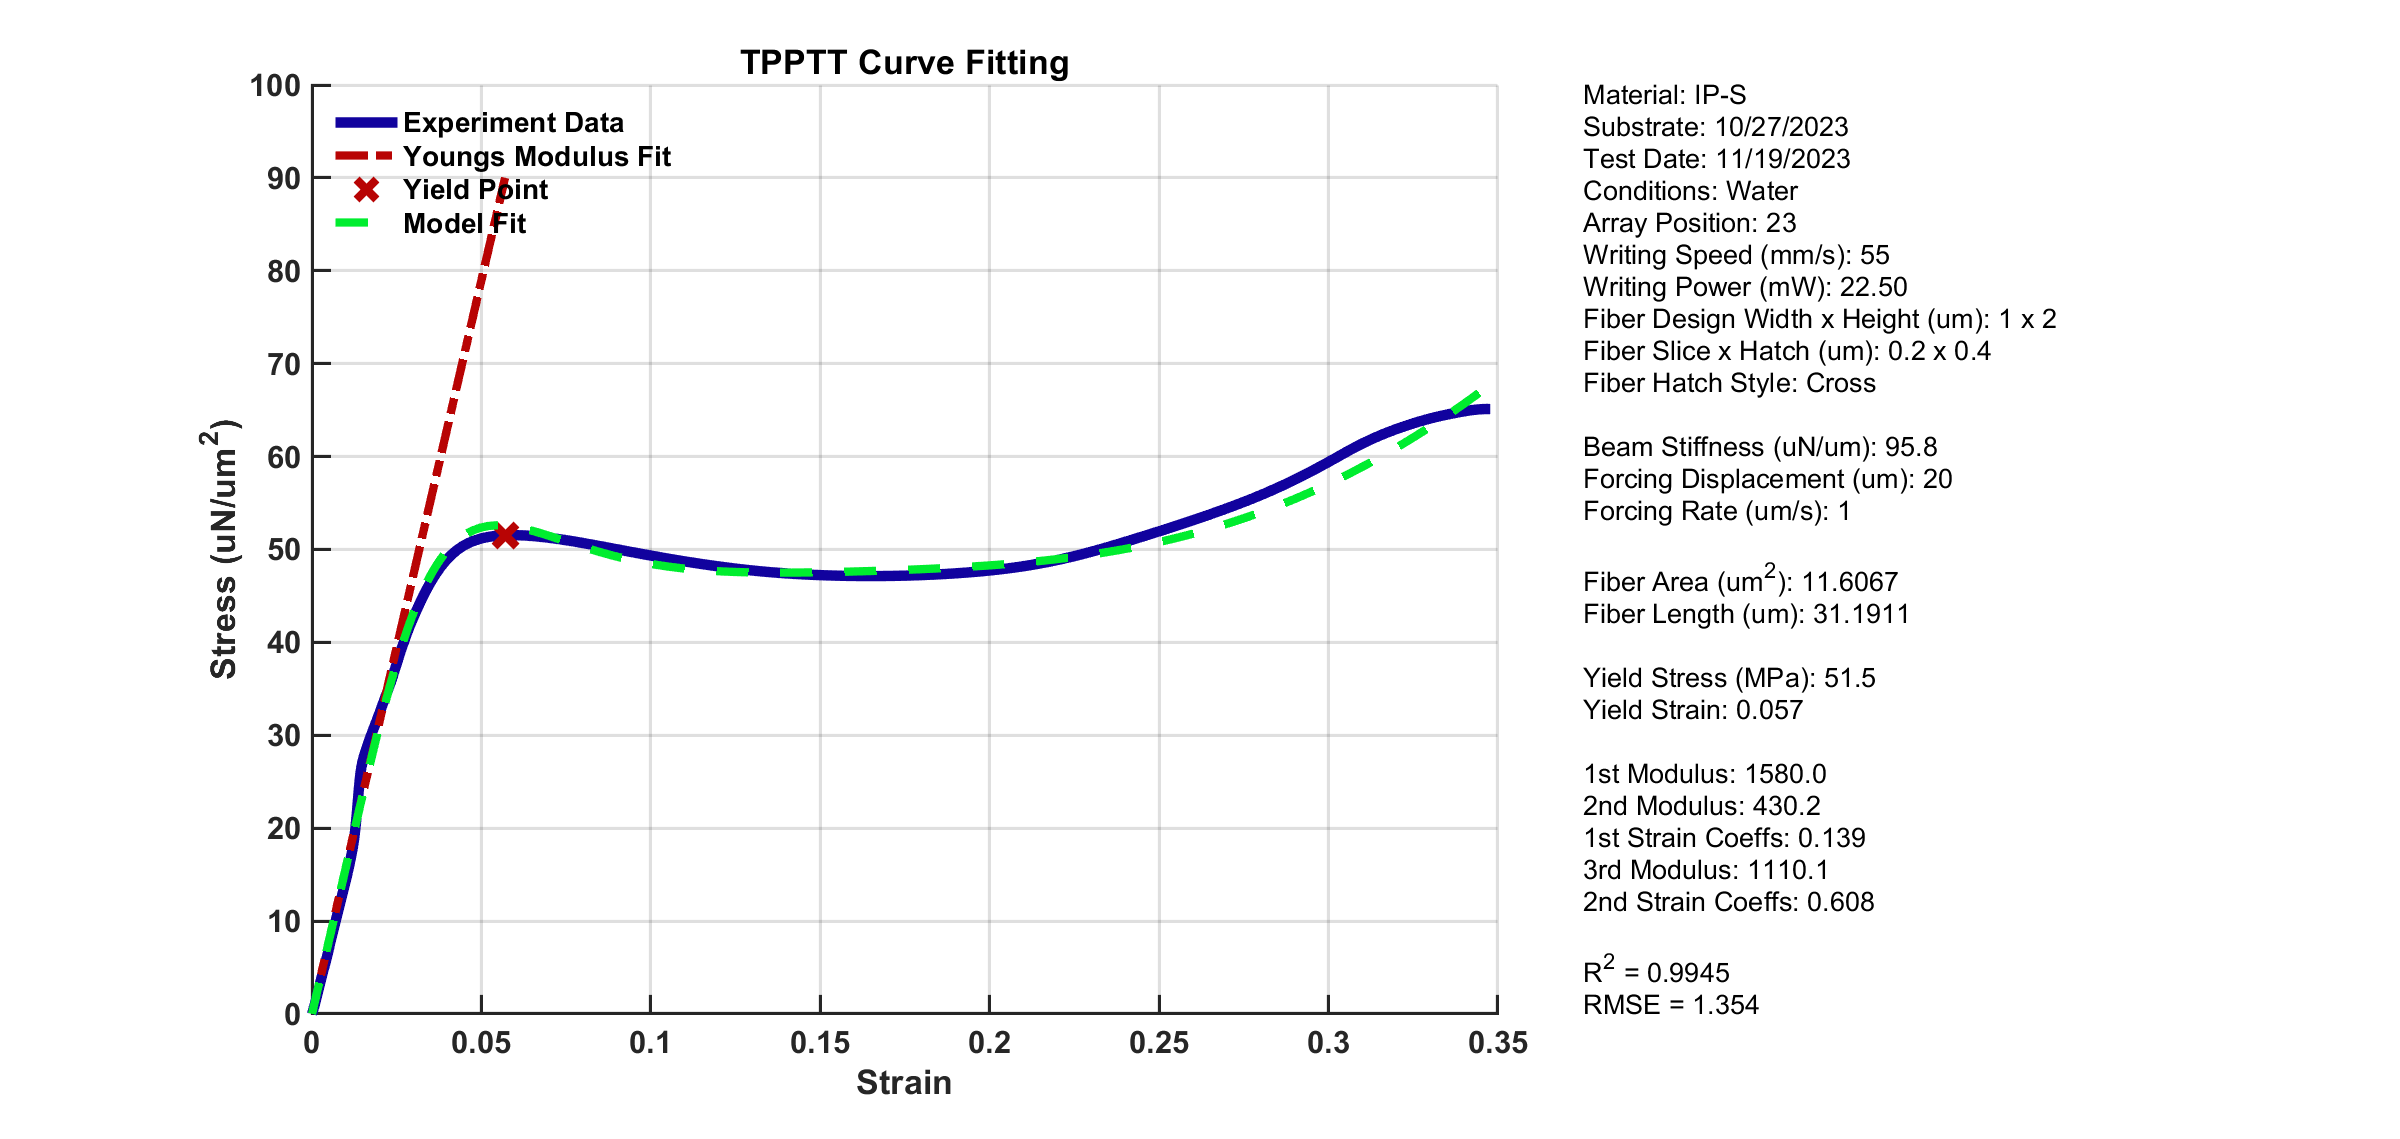 TPPTT Curve Fitting
100
90
80
70
60
50
40
30
20
10
0
Stress (uN/um²)
Experiment Data
Youngs Modulus Fit
Yield Point
Model Fit
0 0.05 0.1 0.15 0.2 0.25 0.3 0.35
Strain
Material: IP-S
Substrate: 10/27/2023
Test Date: 11/19/2023
Conditions: Water
Array Position: 23
Writing Speed (mm/s): 55
Writing Power (mW): 22.50
Fiber Design Width x Height (um): 1 x 2
Fiber Slice x Hatch (um): 0.2 x 0.4
Fiber Hatch Style: Cross
Beam Stiffness (uN/um): 95.8
Forcing Displacement (um): 20
Forcing Rate (um/s): 1
Fiber Area (um²): 11.6067
Fiber Length (um): 31.1911
Yield Stress (MPa): 51.5
Yield Strain: 0.057
1st Modulus: 1580.0
2nd Modulus: 430.2
1st Strain Coeffs: 0.139
3rd Modulus: 1110.1
2nd Strain Coeffs: 0.608
R² = 0.9945
RMSE = 1.354